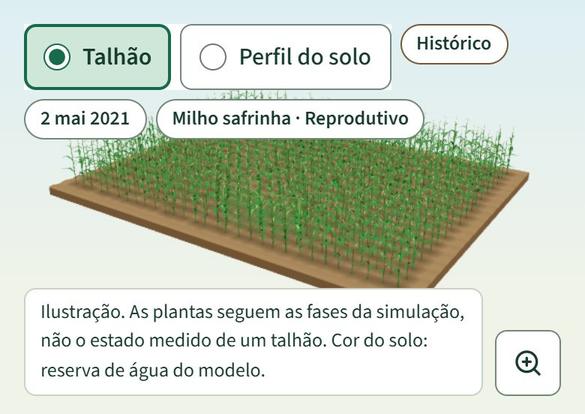 Talhão
Perfil do solo
Histórico
2 mai 2021
Milho safrinha · Reprodutivo
Ilustração. As plantas seguem as fases da simulação,
não o estado medido de um talhão. Cor do solo:
reserva de água do modelo.